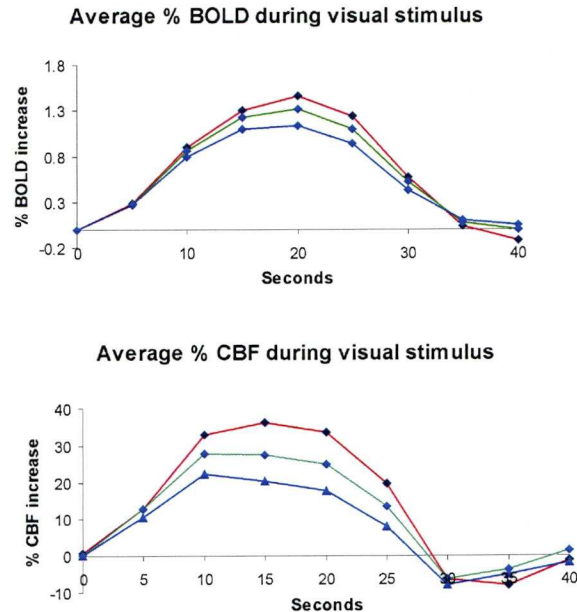 Average % BOLD during visual stimulus
% BOLD increase
1.8
1.3
0.8
0.3
-0.2
0 10 20 30 40
Seconds
Average % CBF during visual stimulus
% CBF increase
40
30
20
10
0
-10
0 5 10 15 20 25 30 35 40
Seconds